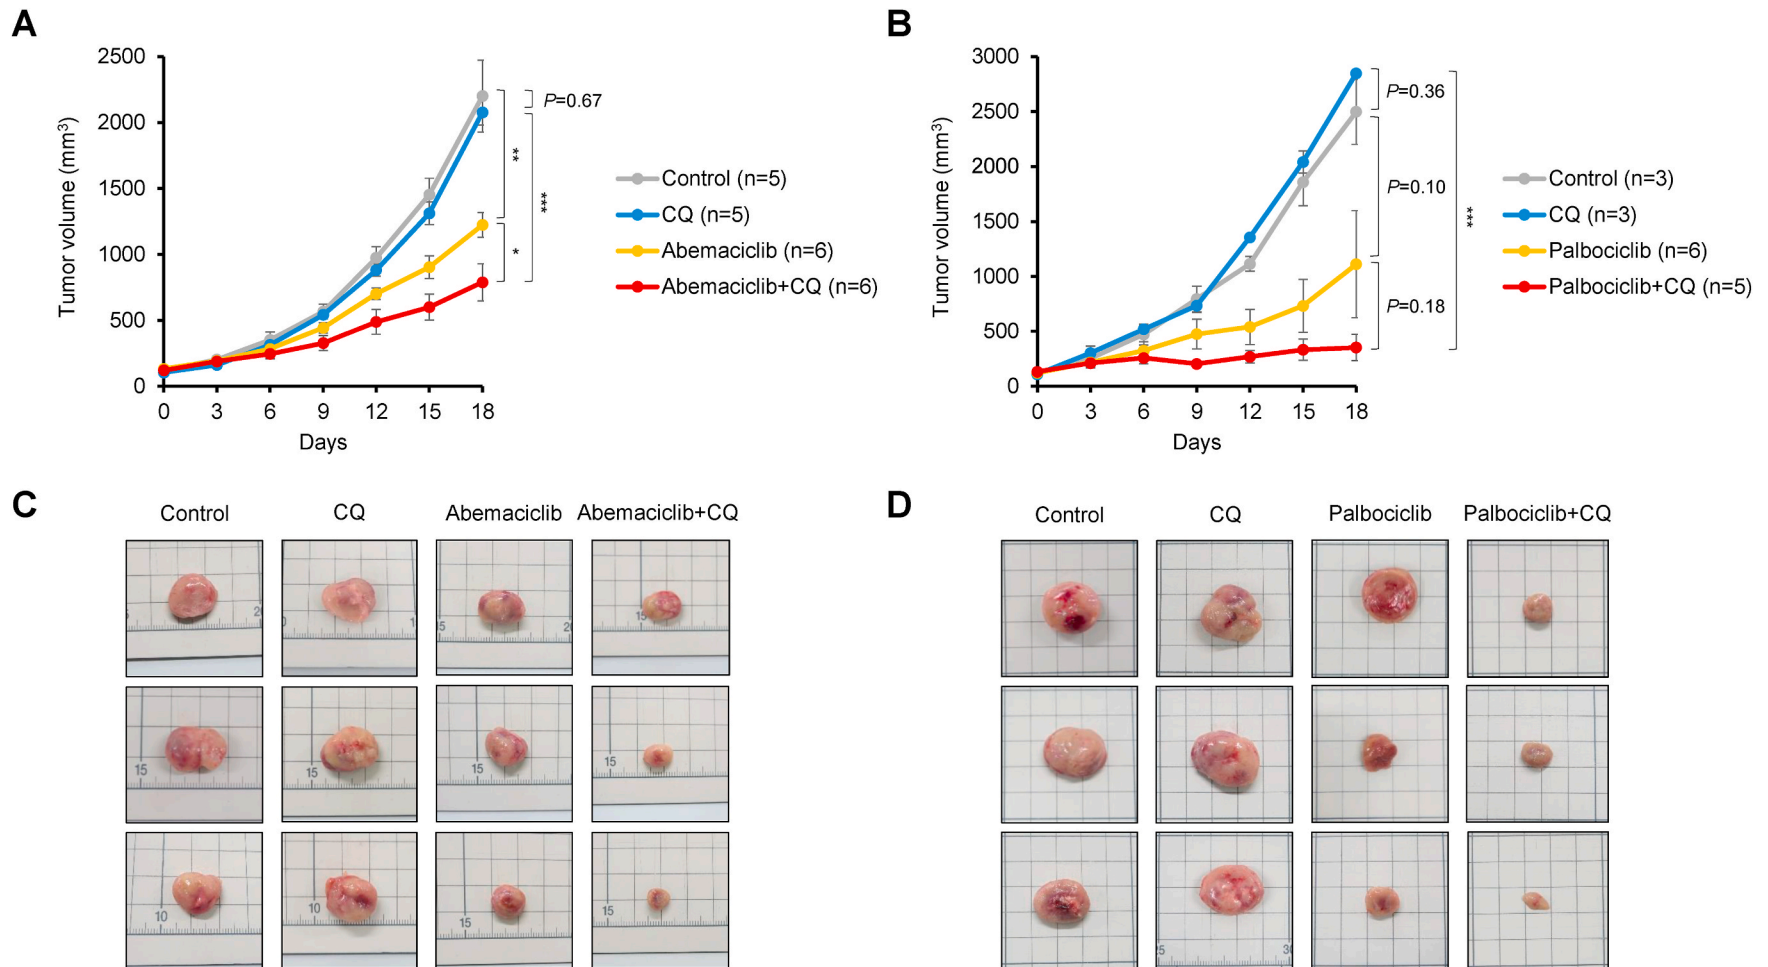 A
2500
2000
1500
1000
500
0
0 3 6 9 12 15 18
Tumor volume (mm³)
Days
P=0.67
**
***
*
Control (n=5)
CQ (n=5)
Abemaciclib (n=6)
Abemaciclib+CQ (n=6)
B
3000
2500
2000
1500
1000
500
0
0 3 6 9 12 15 18
Tumor volume (mm³)
Days
P=0.36
P=0.10
P=0.18
***
Control (n=3)
CQ (n=3)
Palbociclib (n=6)
Palbociclib+CQ (n=5)
C
Control CQ Abemaciclib Abemaciclib+CQ
15
15 15 15 15
10 10 15 15
D
Control CQ Palbociclib Palbociclib+CQ